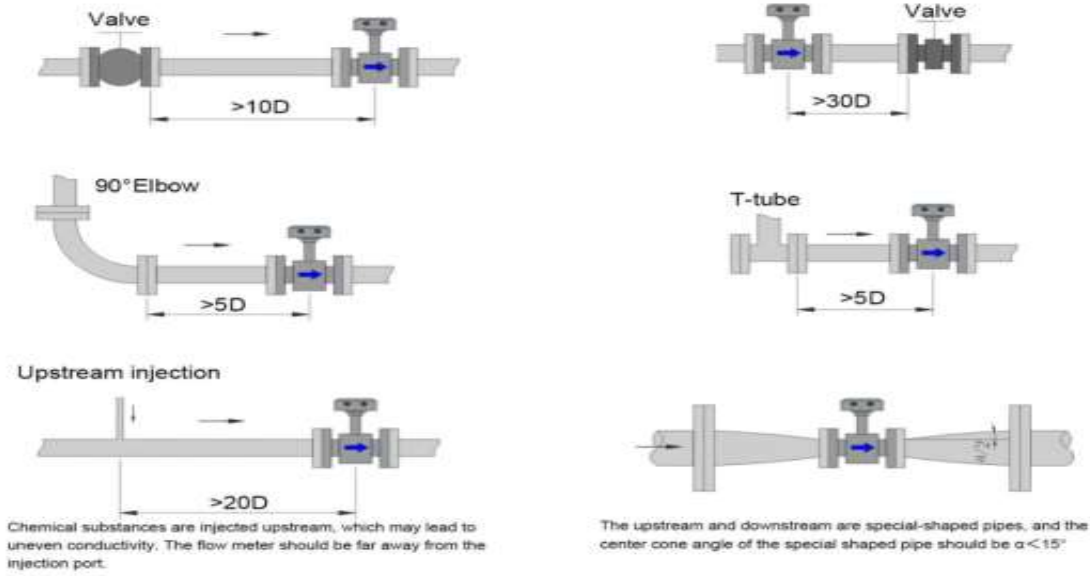 Valve
Valve
>10D
>30D
90°Elbow
T-tube
>5D
>5D
Upstream injection
>20D
α/2
Chemical substances are injected upstream, which may lead to
uneven conductivity. The flow meter should be far away from the
injection port.
The upstream and downstream are special-shaped pipes, and the
center cone angle of the special shaped pipe should be α<15°